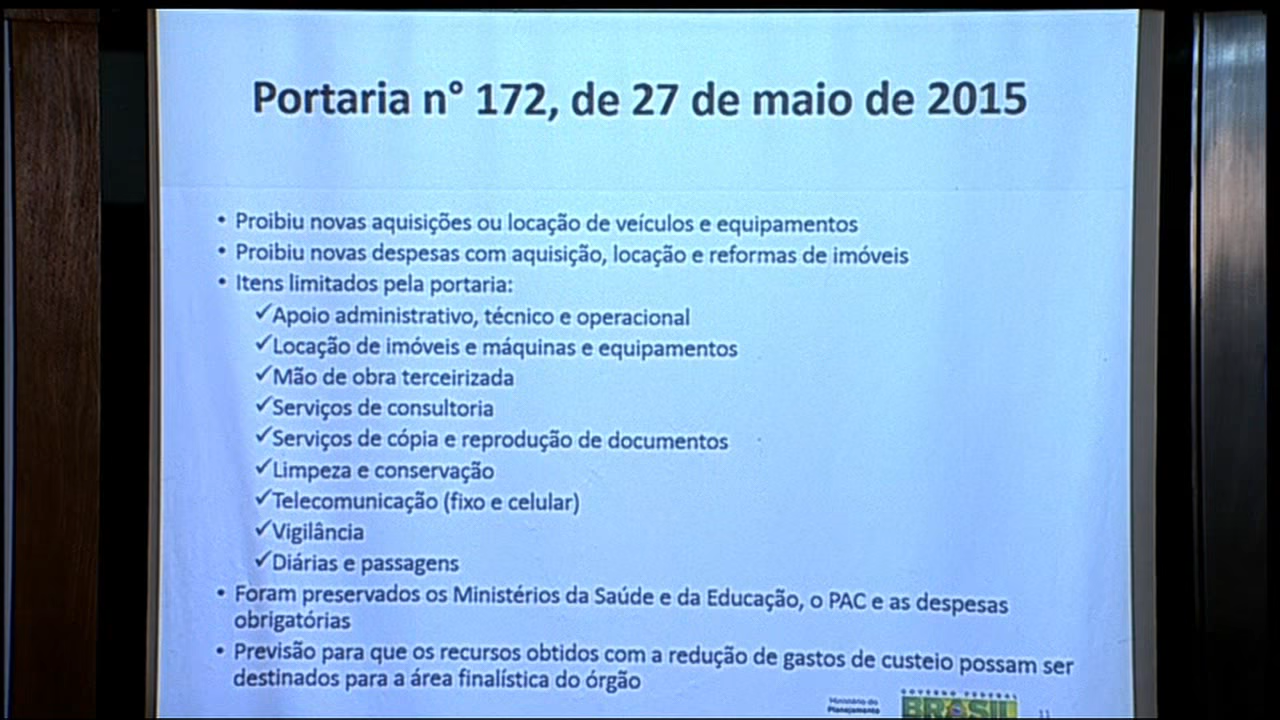 Portaria n° 172, de 27 de maio de 2015
• Proibiu novas aquisições ou locação de veículos e equipamentos
• Proibiu novas despesas com aquisição, locação e reformas de imóveis
• Itens limitados pela portaria:
✓Apoio administrativo, técnico e operacional
✓Locação de imóveis e máquinas e equipamentos
✓Mão de obra terceirizada
✓Serviços de consultoria
✓Serviços de cópia e reprodução de documentos
✓Limpeza e conservação
✓Telecomunicação (fixo e celular)
✓Vigilância
✓Diárias e passagens
• Foram preservados os Ministérios da Saúde e da Educação, o PAC e as despesas
obrigatórias
• Previsão para que os recursos obtidos com a redução de gastos de custeio possam ser
destinados para a área finalística do órgão
Ministério do
Planejamento
GOVERNO FEDERAL
BRASIL
11